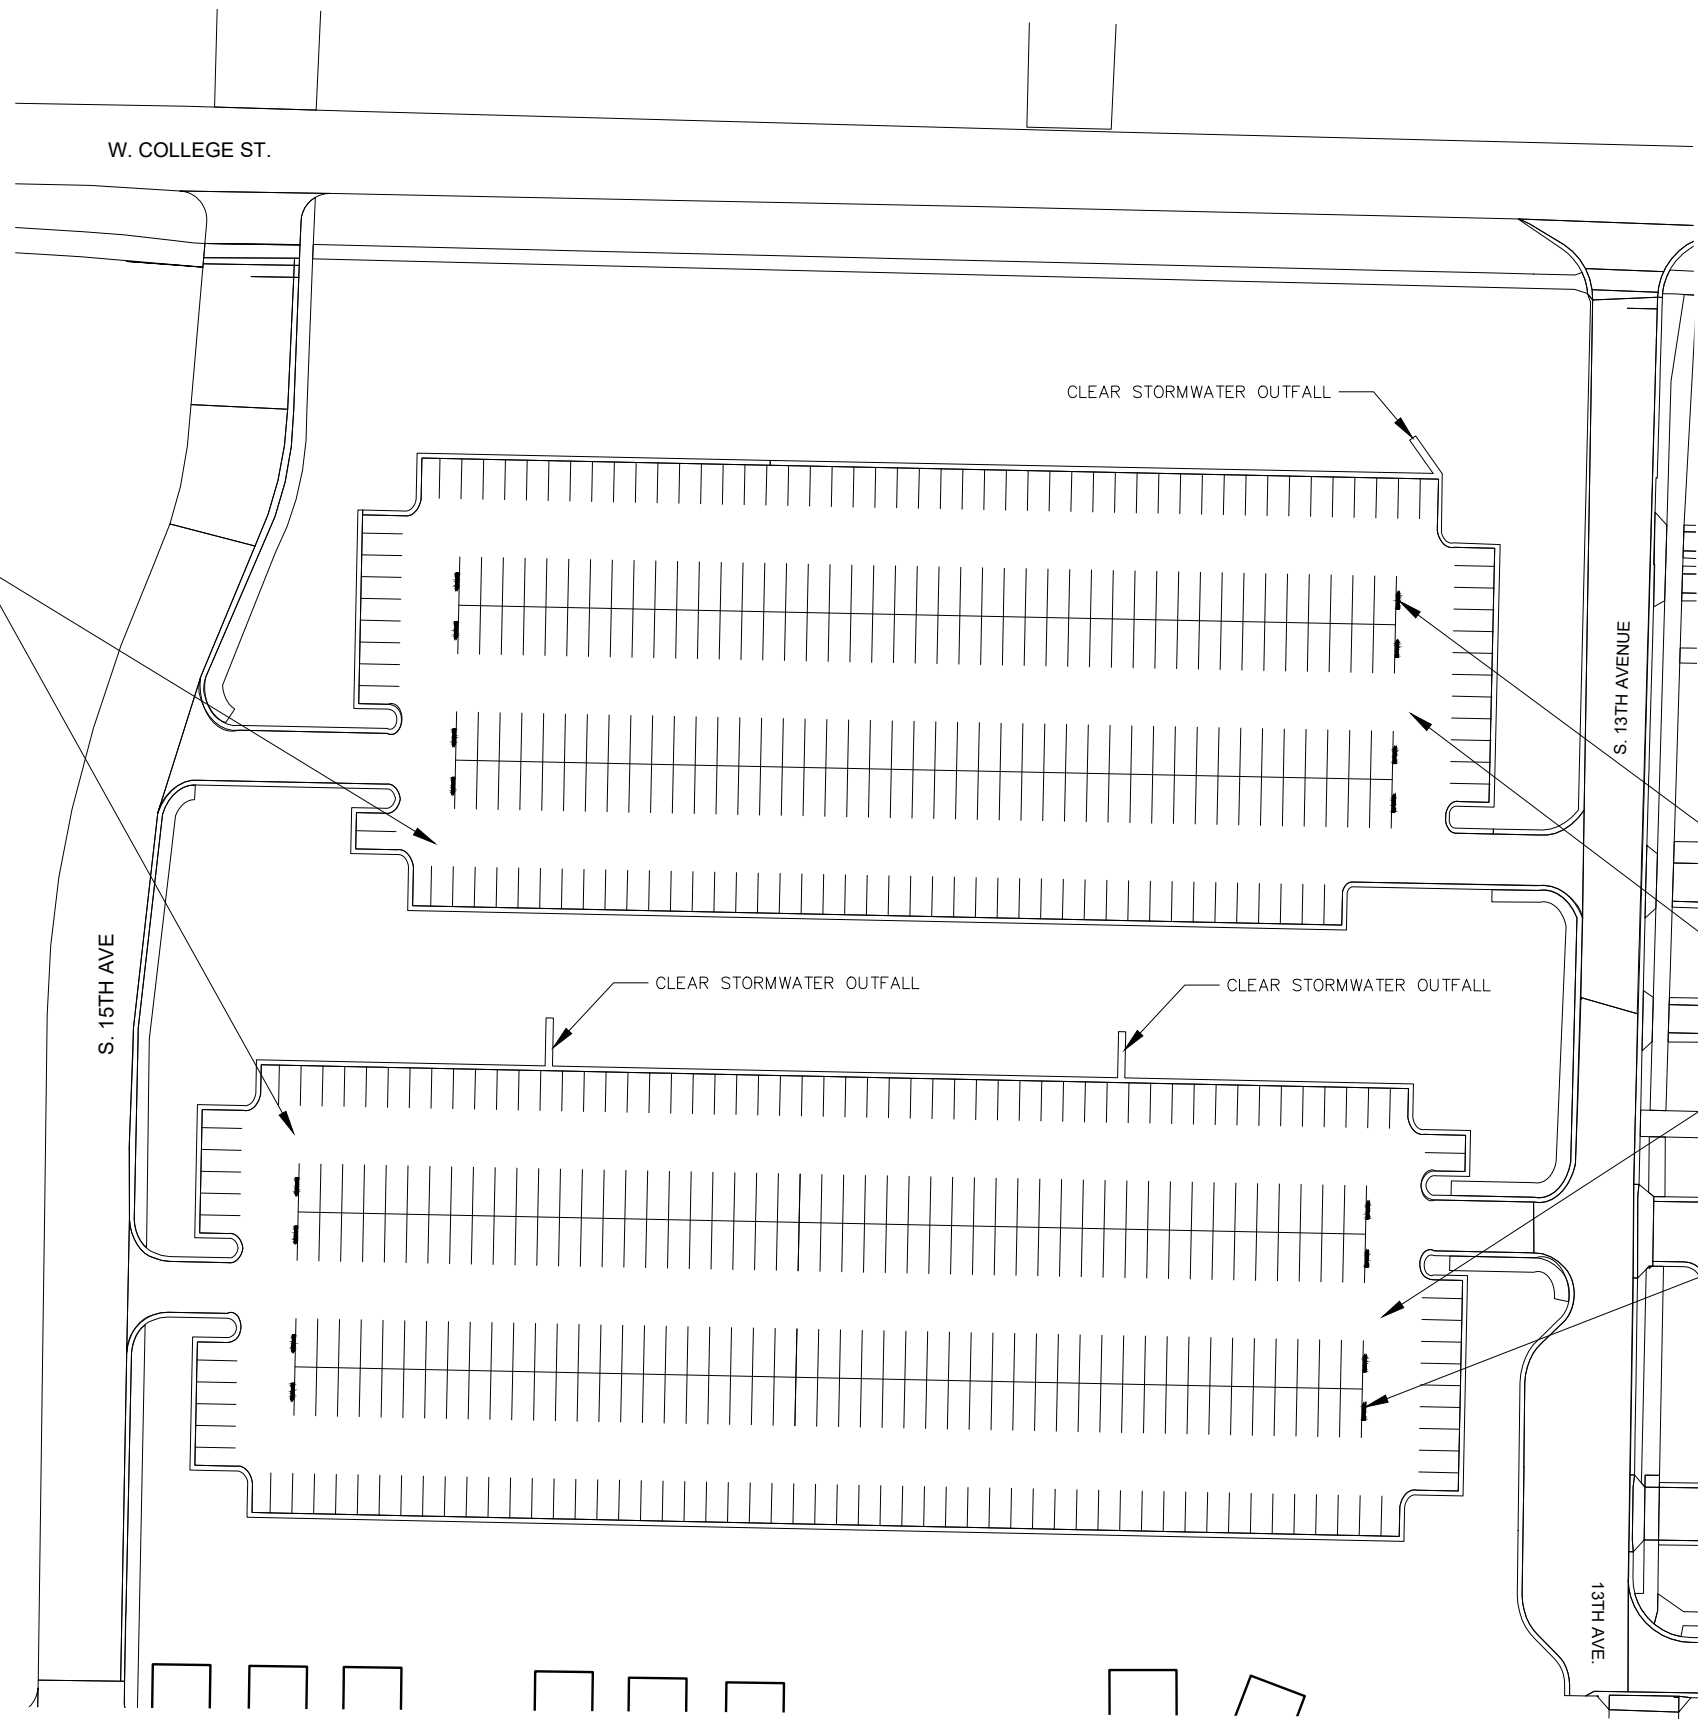 W. COLLEGE ST.
CLEAR STORMWATER OUTFALL
S. 13TH AVENUE
S. 15TH AVE
CLEAR STORMWATER OUTFALL
CLEAR STORMWATER OUTFALL
13TH AVE.